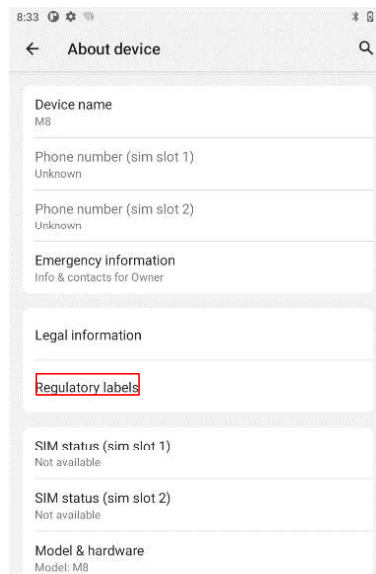 8:33
About device
Device name
M8
Phone number (sim slot 1)
Unknown
Phone number (sim slot 2)
Unknown
Emergency information
Info & contacts for Owner
Legal information
Regulatory labels
SIM status (sim slot 1)
Not available
SIM status (sim slot 2)
Not available
Model & hardware
Model: M8